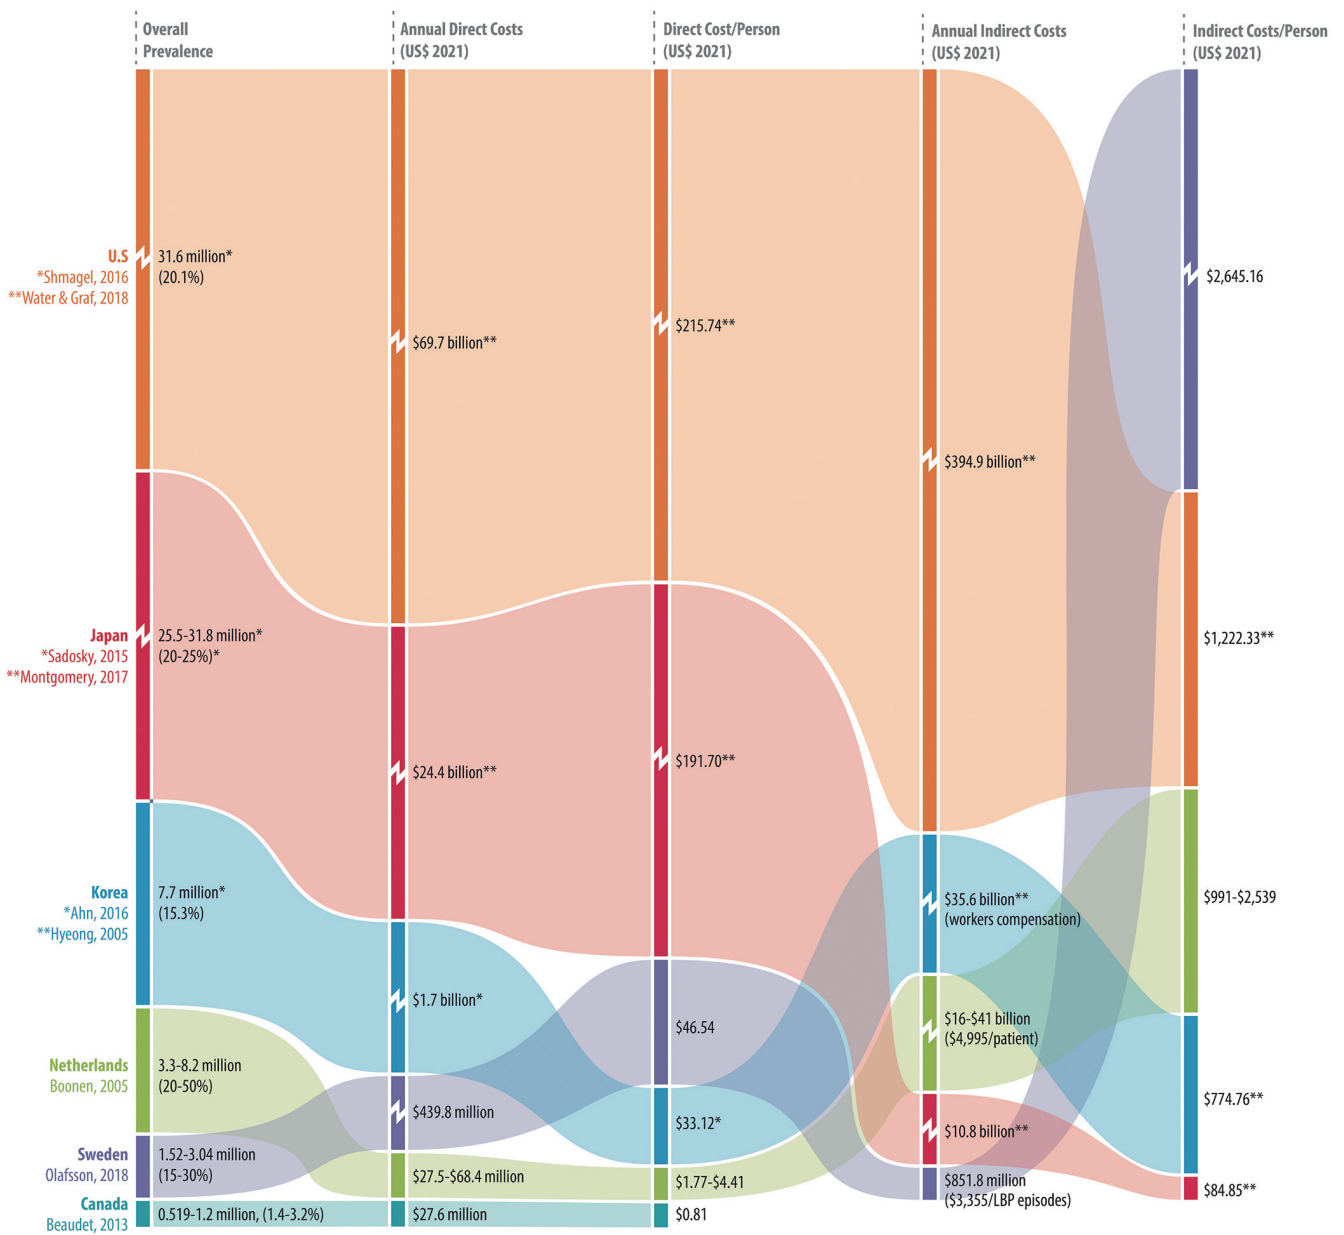 Overall
Prevalence
Annual Direct Costs
(US$ 2021)
Direct Cost/Person
(US$ 2021)
Annual Indirect Costs
(US$ 2021)
Indirect Costs/Person
(US$ 2021)
U.S
*Shmagel, 2016
**Water & Graf, 2018
31.6 million*
(20.1%)
$69.7 billion**
$215.74**
$394.9 billion**
$2,645.16
Japan
*Sadosky, 2015
**Montgomery, 2017
25.5-31.8 million*
(20-25%)*
$24.4 billion**
$191.70**
$35.6 billion**
(workers compensation)
$1,222.33**
Korea
*Ahn, 2016
**Hyeong, 2005
7.7 million*
(15.3%)
$1.7 billion*
$46.54
$16-$41 billion
($4,995/patient)
$991-$2,539
Netherlands
Boonen, 2005
3.3-8.2 million
(20-50%)
$439.8 million
$33.12*
$10.8 billion**
$774.76**
Sweden
Olafsson, 2018
1.52-3.04 million
(15-30%)
$27.5-$68.4 million
$1.77-$4.41
$851.8 million
($3,355/LBP episodes)
$84.85**
Canada
Beaudet, 2013
0.519-1.2 million, (1.4-3.2%)
$27.6 million
$0.81